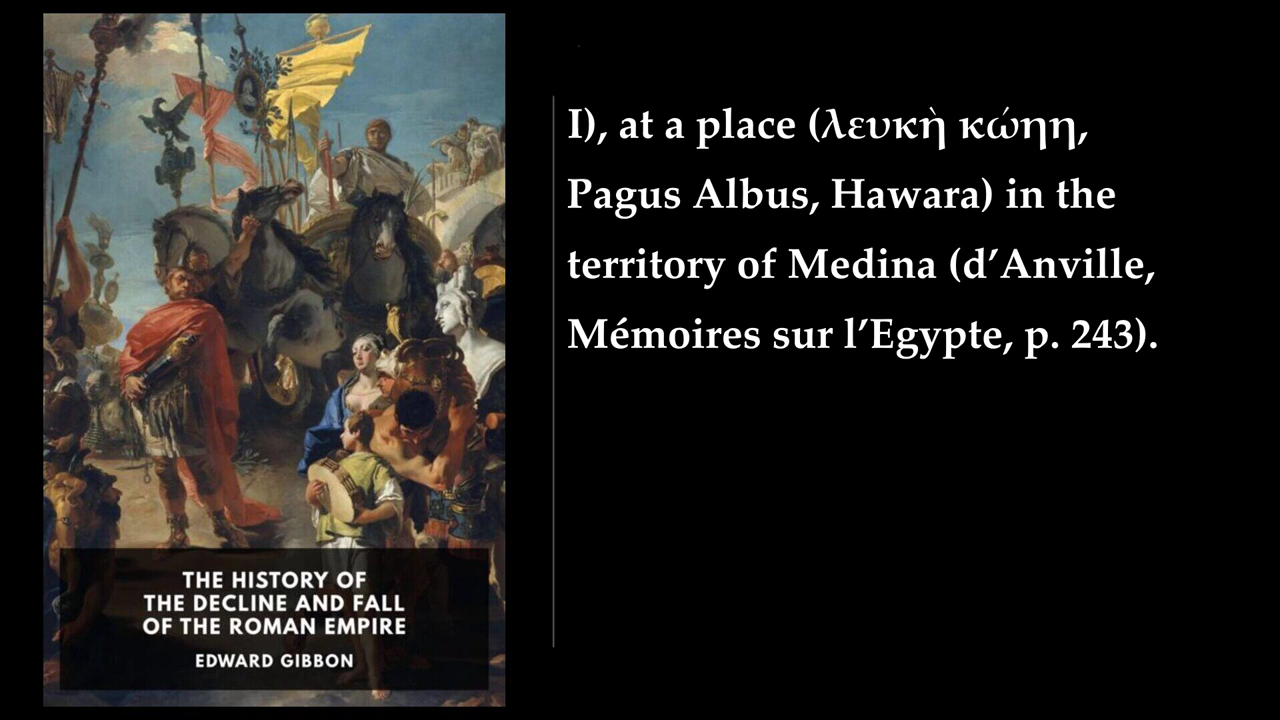 THE HISTORY OF
THE DECLINE AND FALL
OF THE ROMAN EMPIRE
EDWARD GIBBON
I), at a place (λευκὴ κώηη,
Pagus Albus, Hawara) in the
territory of Medina (d’Anville,
Mémoires sur l’Egypte, p. 243).